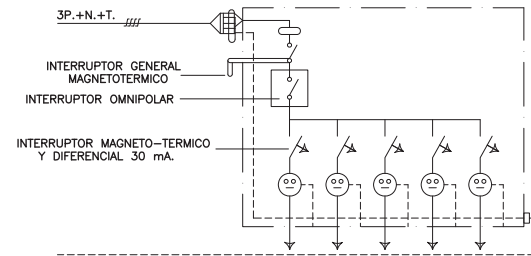 3P.+N.+T.
INTERRUPTOR GENERAL
MAGNETOTERMICO
INTERRUPTOR OMNIPOLAR
INTERRUPTOR MAGNETO-TERMICO
Y DIFERENCIAL 30 mA.